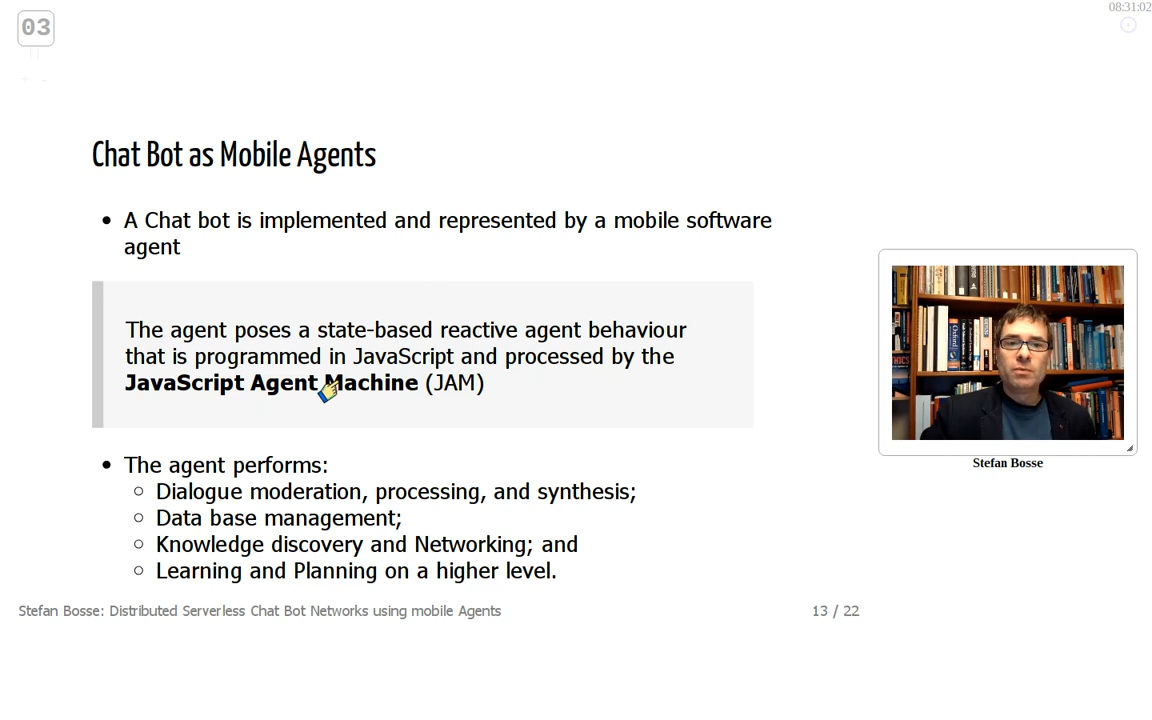 03
08:31:02
+ -
Chat Bot as Mobile Agents
• A Chat bot is implemented and represented by a mobile software
agent
The agent poses a state-based reactive agent behaviour
that is programmed in JavaScript and processed by the
JavaScript Agent Machine (JAM)
Oxford
Stefan Bosse
• The agent performs:
○ Dialogue moderation, processing, and synthesis;
○ Data base management;
○ Knowledge discovery and Networking; and
○ Learning and Planning on a higher level.
Stefan Bosse: Distributed Serverless Chat Bot Networks using mobile Agents
13 / 22